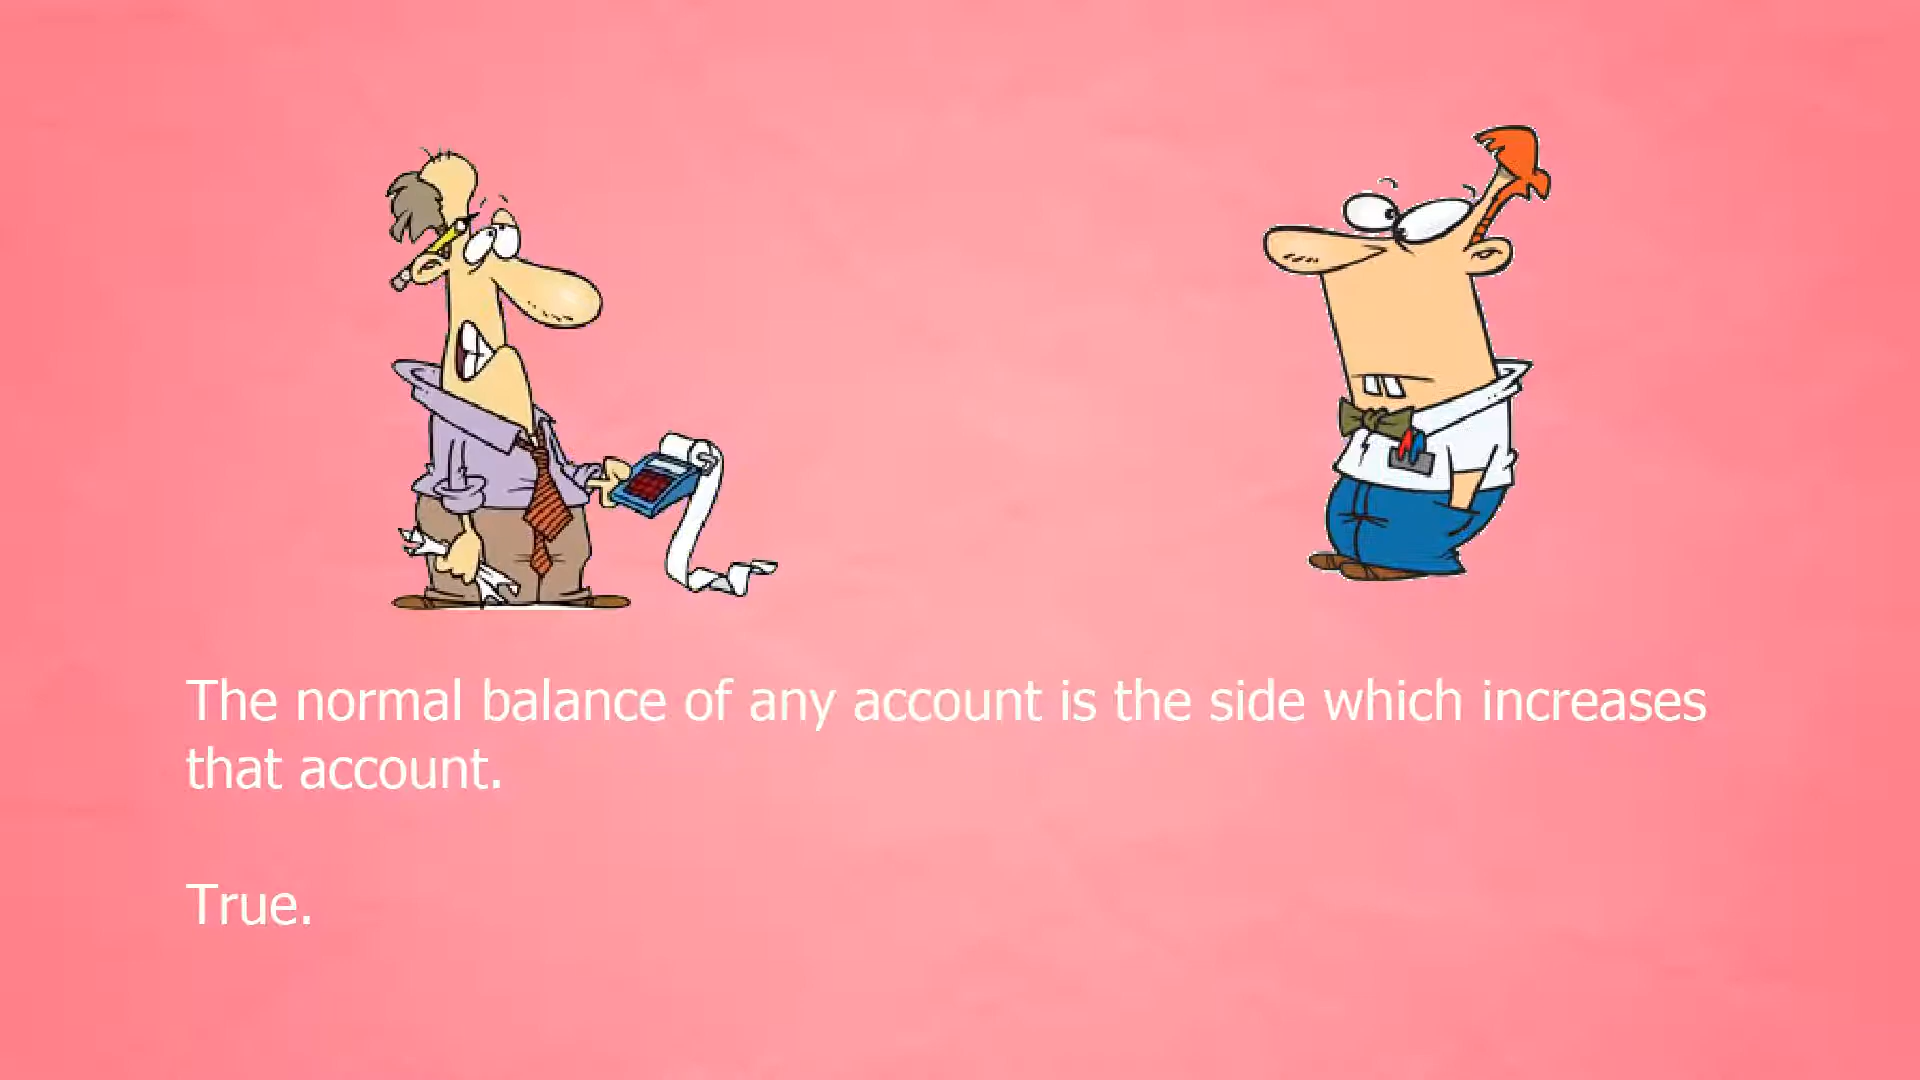 The normal balance of any account is the side which increases
that account.
True.